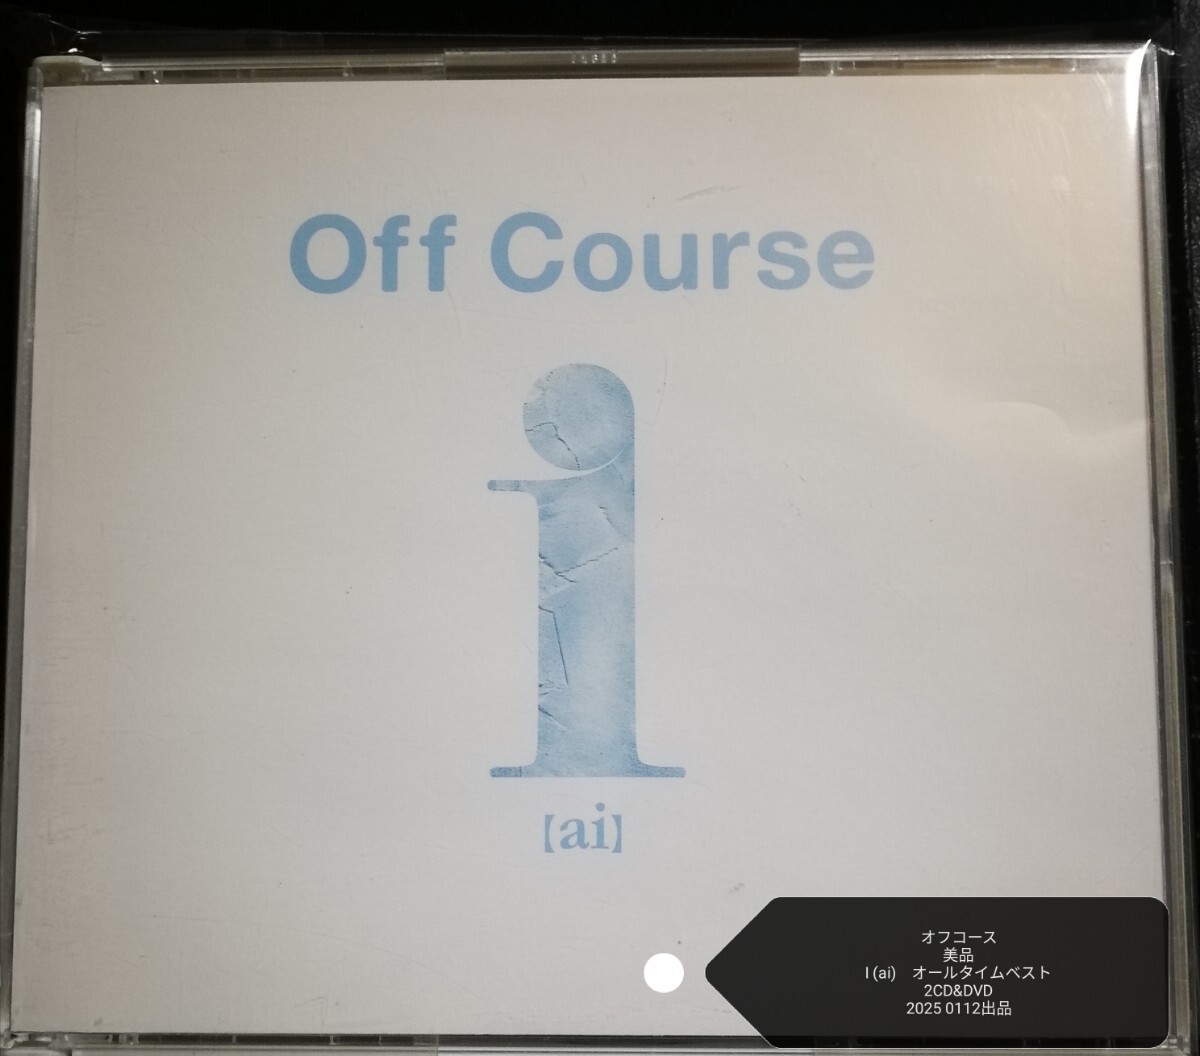 Off Course
i
【ai】
オフコース
美品
I (ai)　オールタイムベスト
2CD&DVD
2025 0112出品